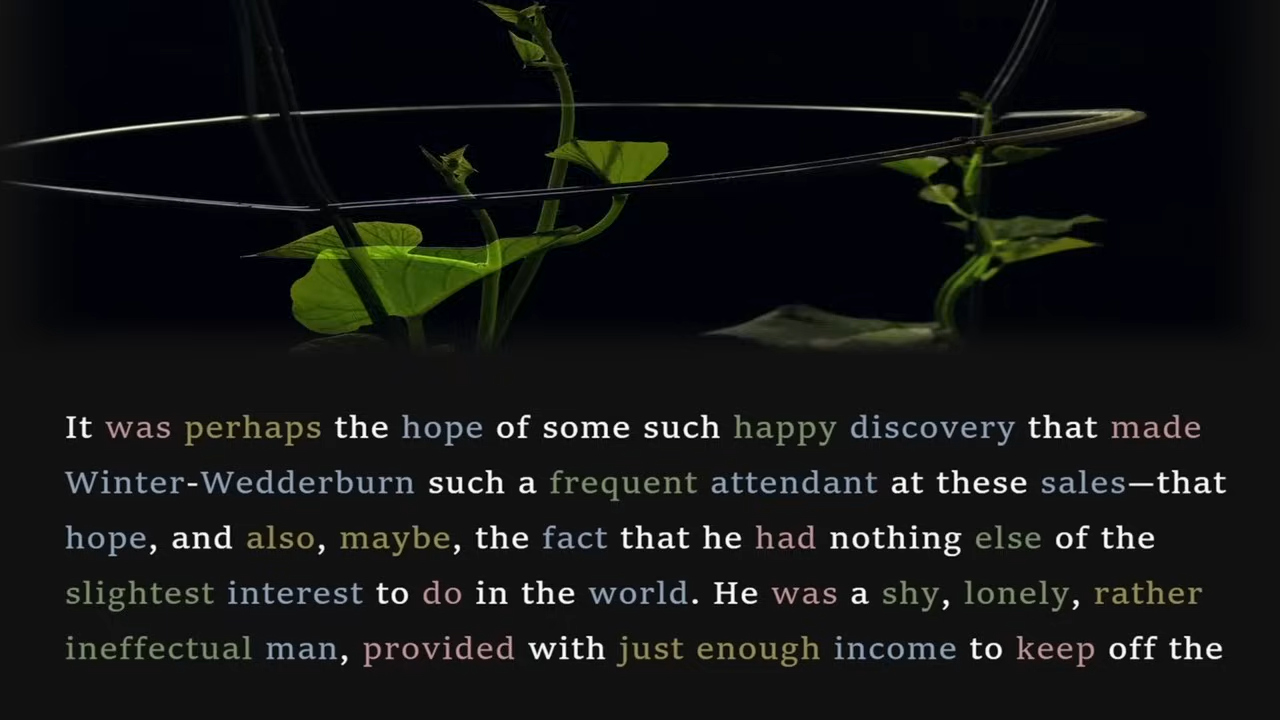 It was perhaps the hope of some such happy discovery that made
Winter-Wedderburn such a frequent attendant at these sales—that
hope, and also, maybe, the fact that he had nothing else of the
slightest interest to do in the world. He was a shy, lonely, rather
ineffectual man, provided with just enough income to keep off the